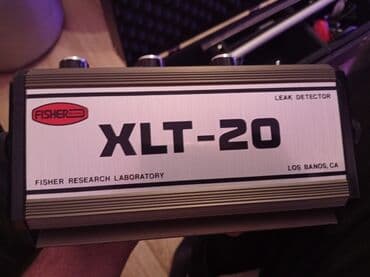 LEAK DETECTOR
FISHER
XLT-20
FISHER RESEARCH LABORATORY
LOS BANOS, CA